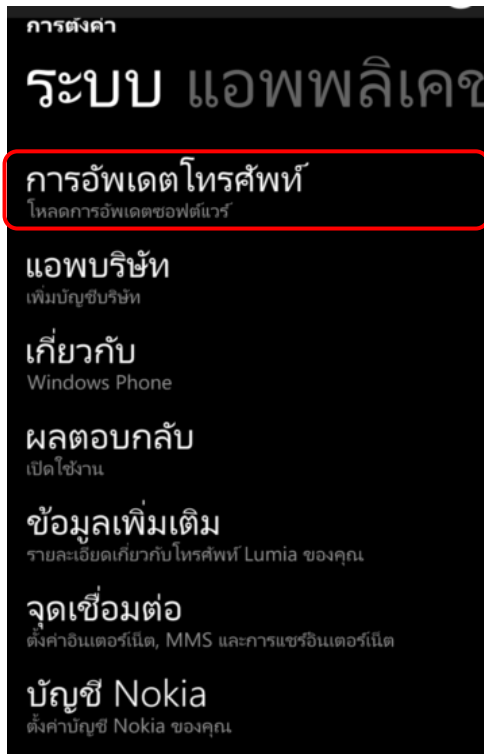 การตั้งค่า
ระบบ แอพพลิเคช
การอัพเดตโทรศัพท์
โหลดการอัพเดตซอฟต์แวร์
แอพบริษัท
เพิ่มบัญชีบริษัท
เกี่ยวกับ
Windows Phone
ผลตอบกลับ
เปิดใช้งาน
ข้อมูลเพิ่มเติม
รายละเอียดเกี่ยวกับโทรศัพท์ Lumia ของคุณ
จุดเชื่อมต่อ
ตั้งค่าอินเตอร์เน็ต, MMS และการแชร์อินเตอร์เน็ต
บัญชี Nokia
ตั้งค่าบัญชี Nokia ของคุณ